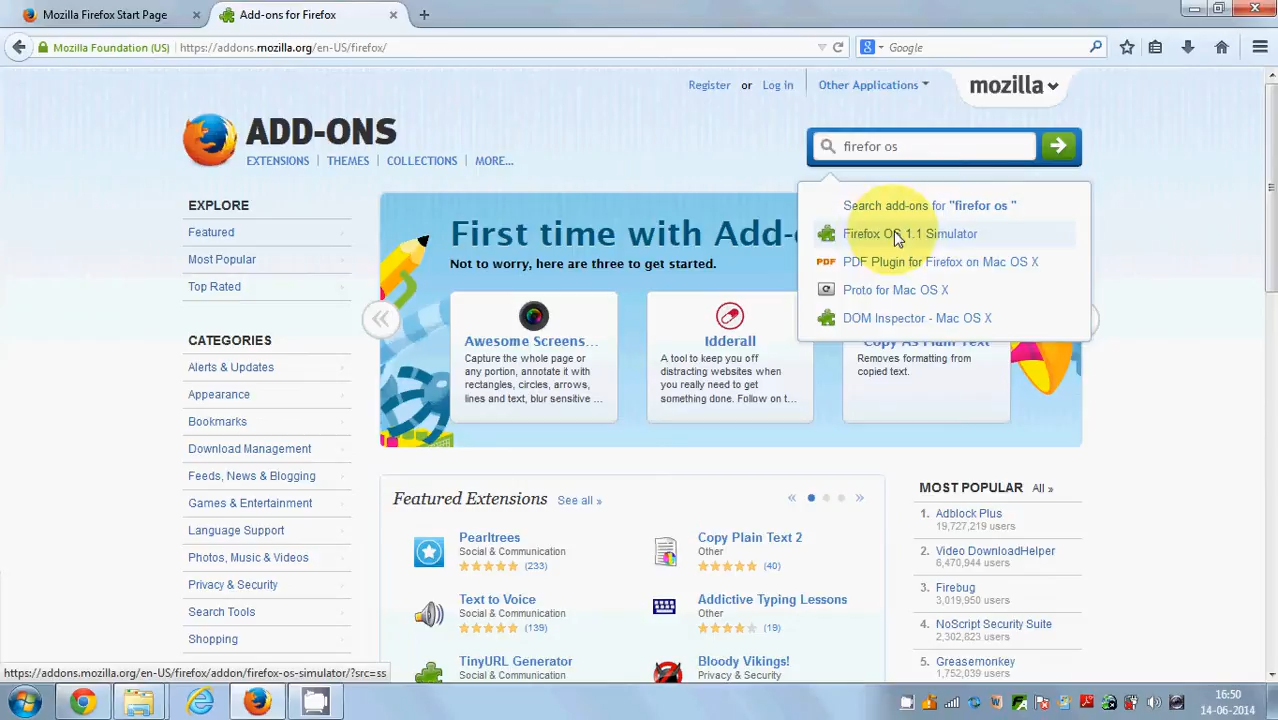 Mozilla Firefox Start Page
Add-ons for Firefox
Mozilla Foundation (US)
https://addons.mozilla.org/en-US/firefox/
Google
Register or Log in
Other Applications
mozilla
ADD-ONS
EXTENSIONS | THEMES | COLLECTIONS | MORE...
firefor os
Search add-ons for "firefor os "
Firefox OS 1.1 Simulator
PDF PDF Plugin for Firefox on Mac OS X
Proto for Mac OS X
DOM Inspector - Mac OS X
EXPLORE
Featured
Most Popular
Top Rated
CATEGORIES
Alerts & Updates
Appearance
Bookmarks
Download Management
Feeds, News & Blogging
Games & Entertainment
Language Support
Photos, Music & Videos
Privacy & Security
Search Tools
Shopping
First time with Add-o
Not to worry, here are three to get started.
Awesome Screens...
Capture the whole page or
any portion, annotate it with
rectangles, circles, arrows,
lines and text, blur sensitive ...
Idderall
A tool to keep you off
distracting websites when
you really need to get
something done. Follow on t...
Copy As Plain Text
Removes formatting from
copied text.
Featured Extensions See all »
Pearltrees
Social & Communication
(233)
Copy Plain Text 2
Other
(40)
Text to Voice
Social & Communication
(139)
Addictive Typing Lessons
Other
(19)
TinyURL Generator
Social & Communication
Bloody Vikings!
Privacy & Security
MOST POPULAR All »
1. Adblock Plus
19,727,219 users
2. Video DownloadHelper
6,470,944 users
3. Firebug
3,019,950 users
4. NoScript Security Suite
2,302,823 users
5. Greasemonkey
1,752,039 users
https://addons.mozilla.org/en-US/firefox/addon/firefox-os-simulator/?src=ss
16:50
14-06-2014